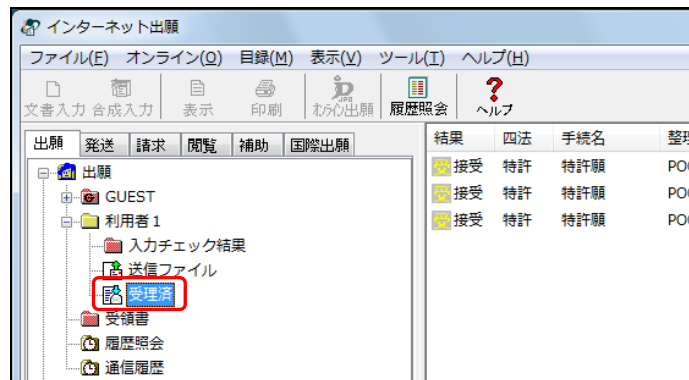 インターネット出願
ファイル(F) オンライン(O) 目録(M) 表示(V) ツール(T) ヘルプ(H)
文書入力 合成入力 表示 印刷 オンライン出願 履歴照会 ヘルプ
出願 発送 請求 閲覧 補助 国際出願
結果 四法 手続名 整理
出願
GUEST
利用者1
入力チェック結果
送信ファイル
受理済
受領書
履歴照会
通信履歴
受 接受 特許 特許願 P00
受 接受 特許 特許願 P00
受 接受 特許 特許願 P00